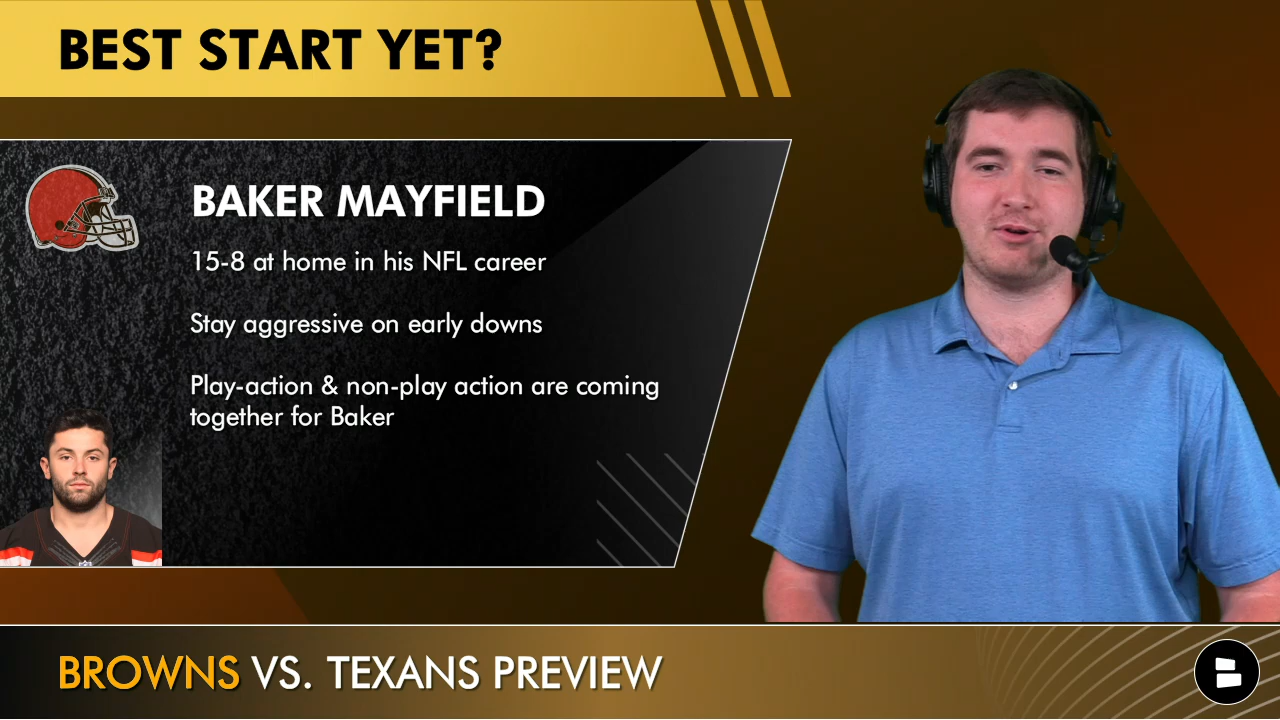 BEST START YET?
BAKER MAYFIELD
15-8 at home in his NFL career
Stay aggressive on early downs
Play-action & non-play action are coming
together for Baker
BROWNS VS. TEXANS PREVIEW